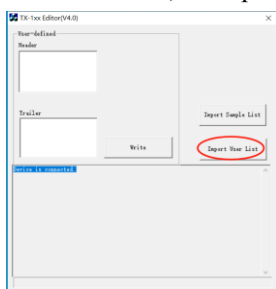 TX-1xx Editor(V4.0)
User-defined
Header
Trailer
Import Sample List
Write
Import User List
Device is connected